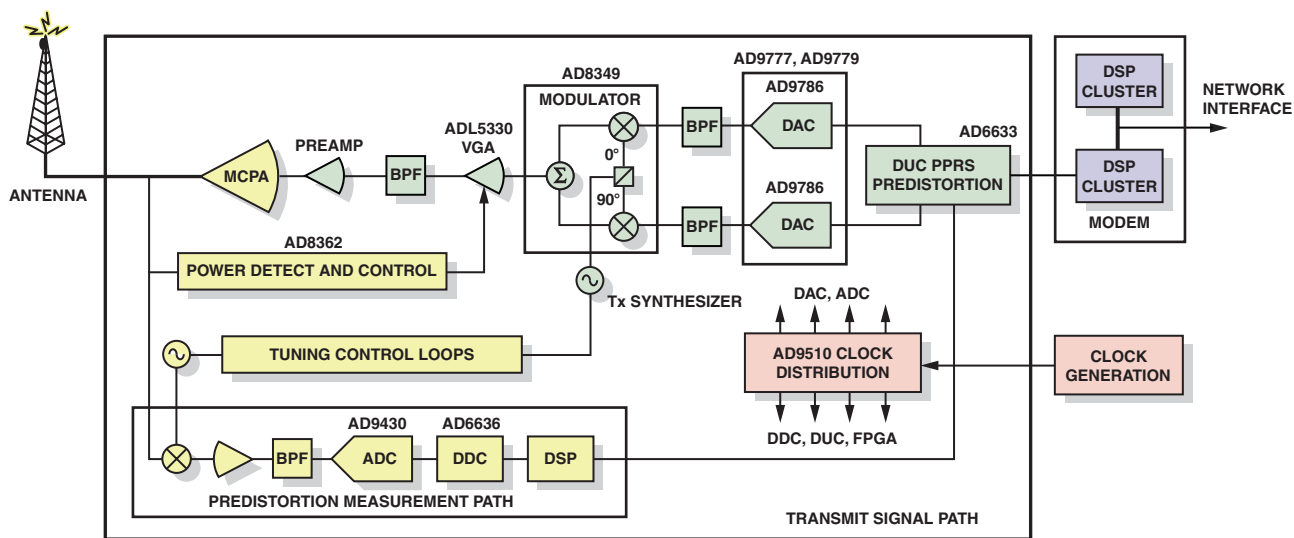 AD9777, AD9779
AD8349
MODULATOR
AD9786
DAC
BPF
DSP
CLUSTER
NETWORK
INTERFACE
ADL5330
VGA
PREAMP
MCPA
BPF
Σ
0°
90°
AD6633
DUC PPRS
PREDISTORTION
DSP
CLUSTER
MODEM
ANTENNA
AD9786
DAC
BPF
AD8362
POWER DETECT AND CONTROL
Tx SYNTHESIZER
DAC, ADC
TUNING CONTROL LOOPS
AD9510 CLOCK
DISTRIBUTION
CLOCK
GENERATION
DDC, DUC, FPGA
AD9430
AD6636
BPF
ADC
DDC
DSP
PREDISTORTION MEASUREMENT PATH
TRANSMIT SIGNAL PATH